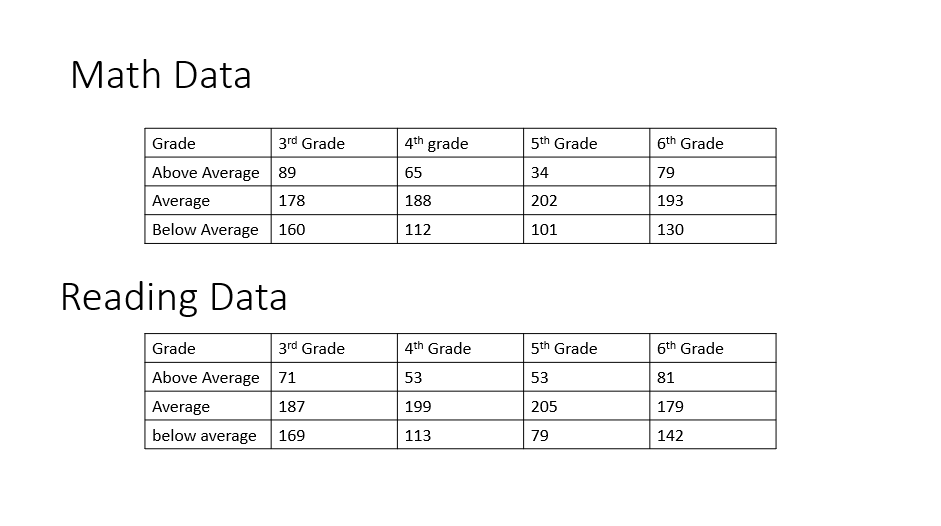 Math Data
Grade 3rd Grade 4th grade 5th Grade 6th Grade
Above Average 89 65 34 79
Average 178 188 202 193
Below Average 160 112 101 130
Reading Data
Grade 3rd Grade 4th Grade 5th Grade 6th Grade
Above Average 71 53 53 81
Average 187 199 205 179
below average 169 113 79 142